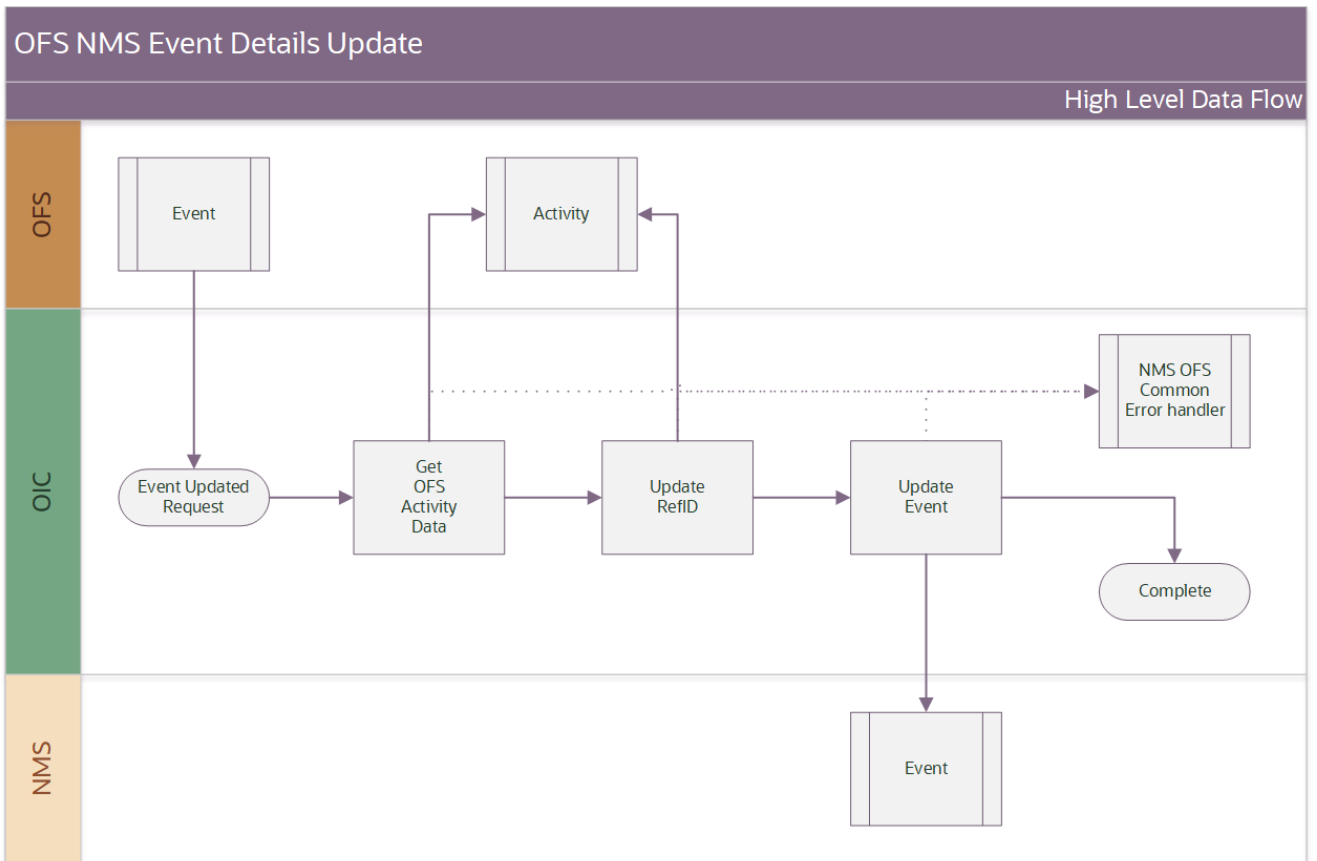 OFS NMS Event Details Update
High Level Data Flow
OFS
Event
Activity
OIC
NMS OFS
Common
Error handler
Event Updated
Request
Get
OFS
Activity
Data
Update
RefID
Update
Event
Complete
NMS
Event